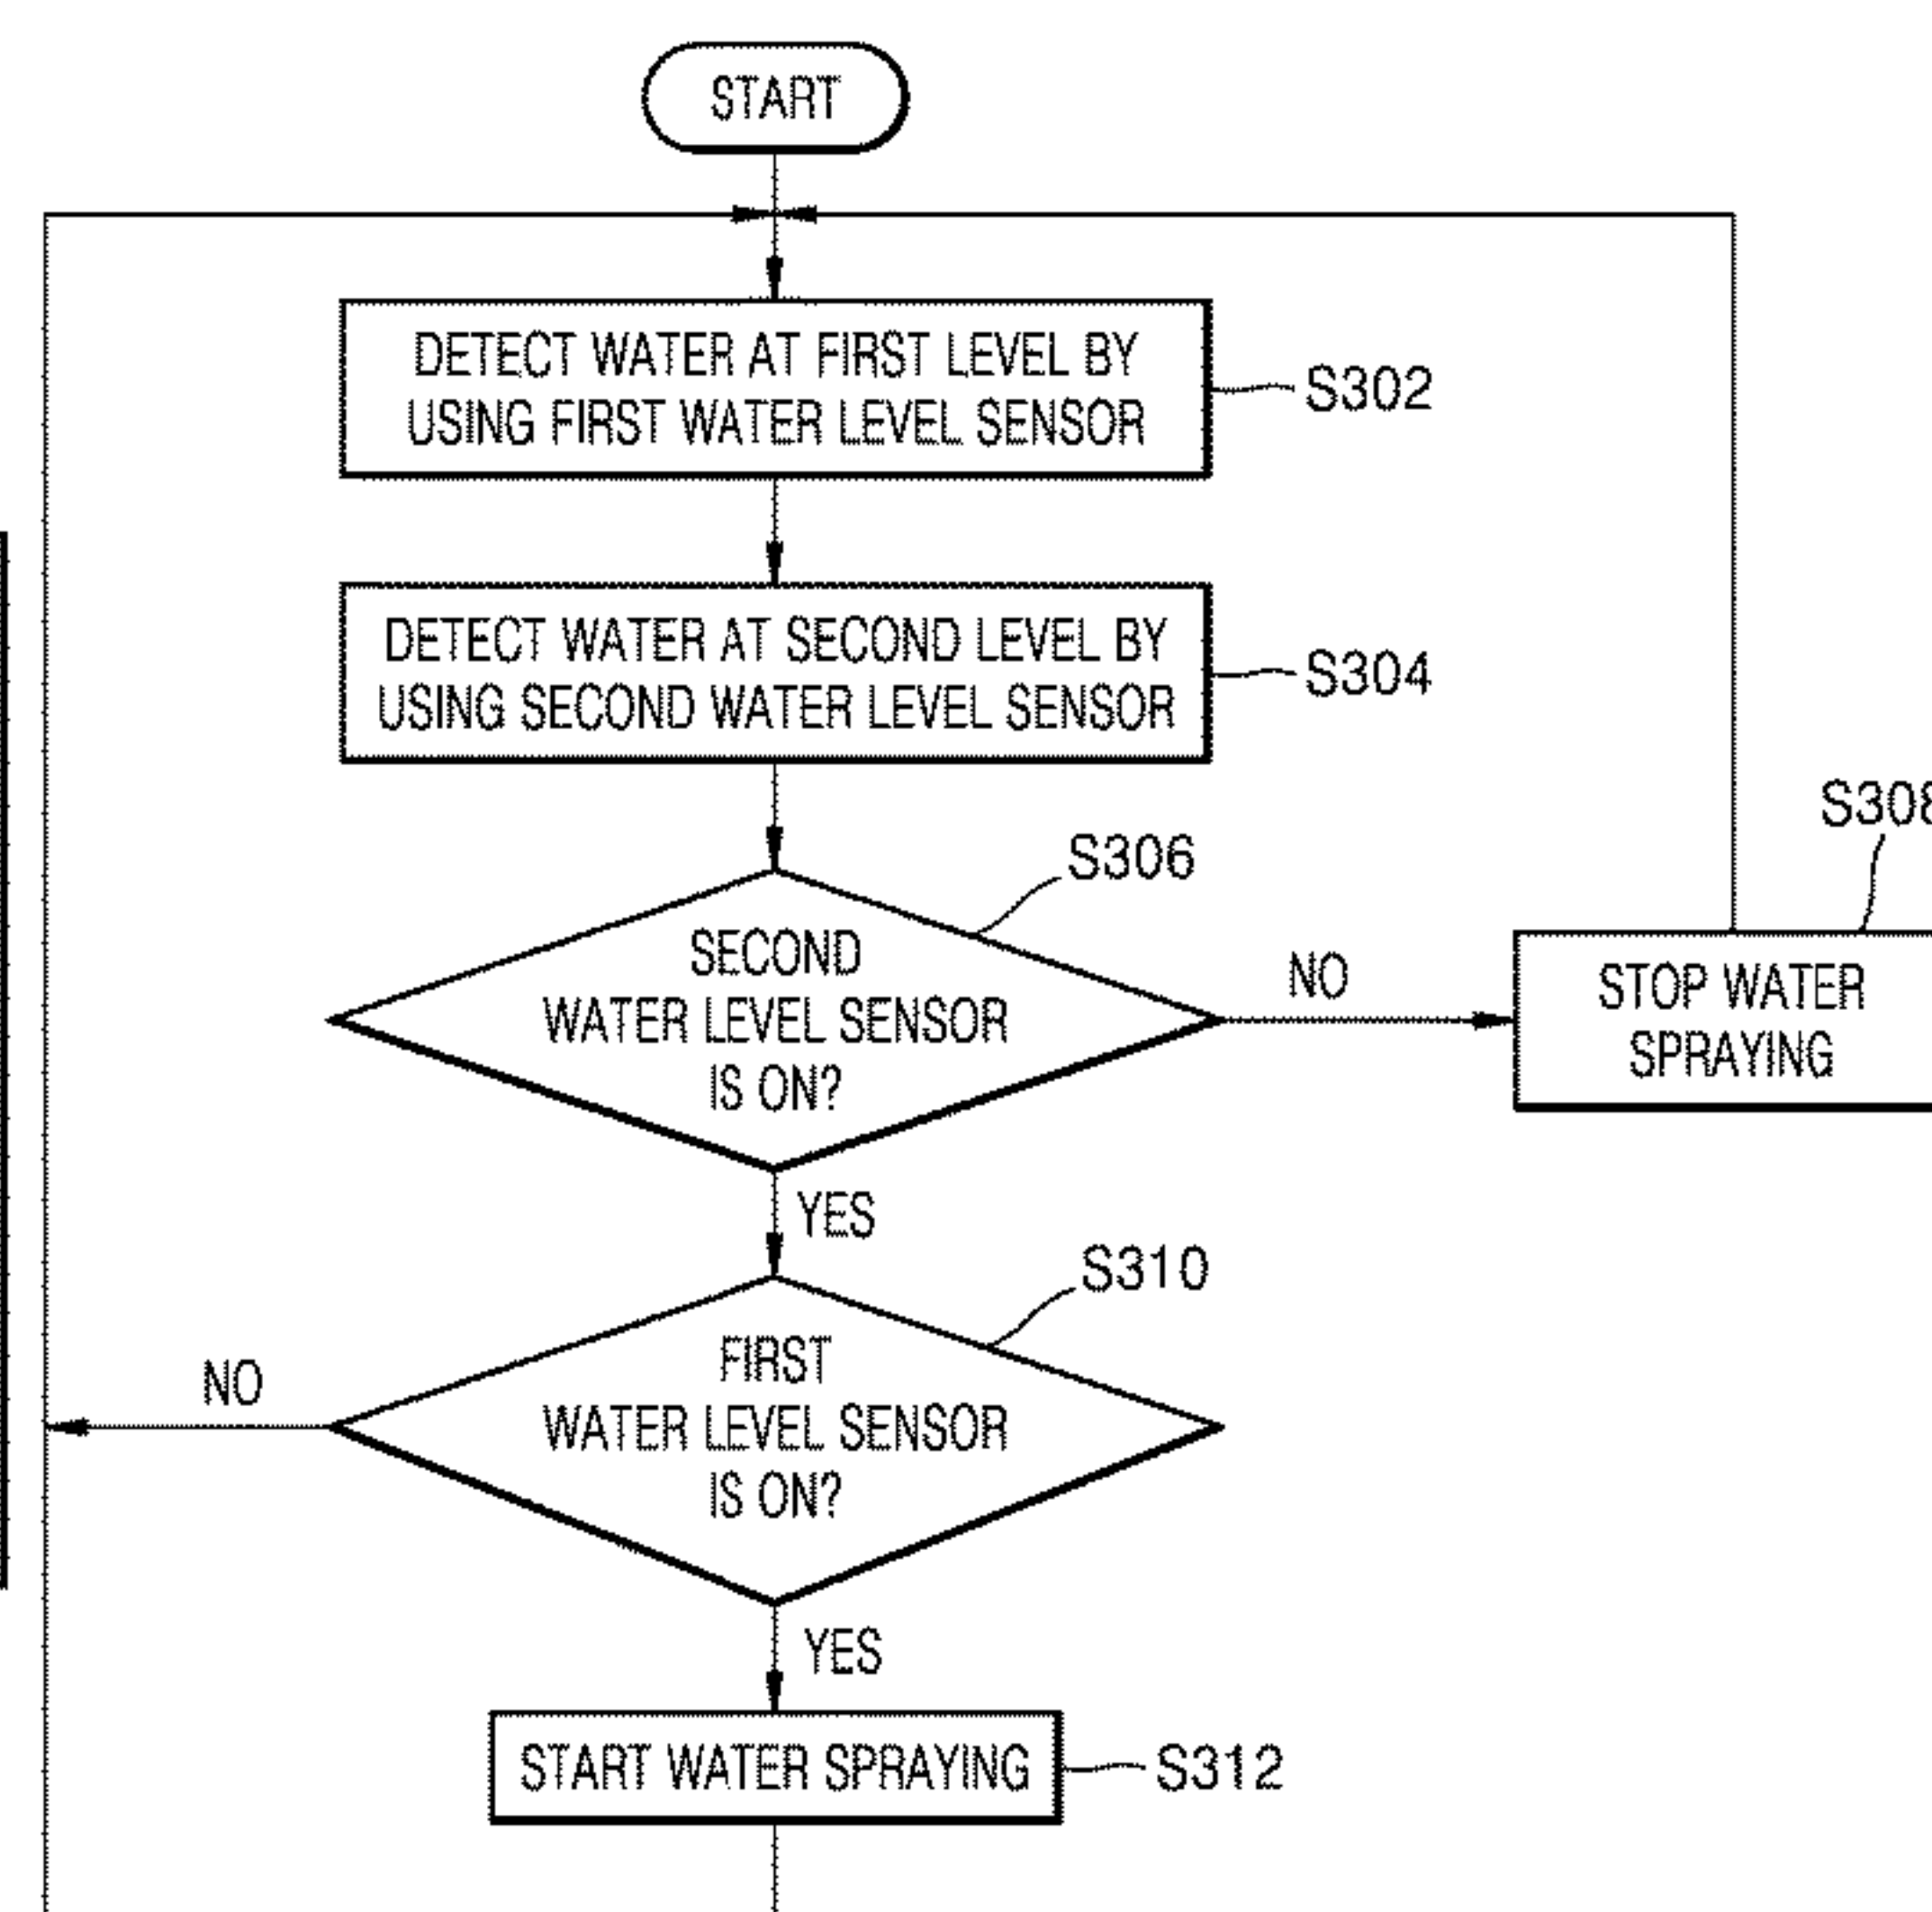 START
DETECT WATER AT FIRST LEVEL BY
USING FIRST WATER LEVEL SENSOR
S302
DETECT WATER AT SECOND LEVEL BY
USING SECOND WATER LEVEL SENSOR
S304
S306
SECOND
WATER LEVEL SENSOR
IS ON?
NO
S308
STOP WATER
SPRAYING
YES
S310
FIRST
WATER LEVEL SENSOR
IS ON?
NO
YES
START WATER SPRAYING
S312